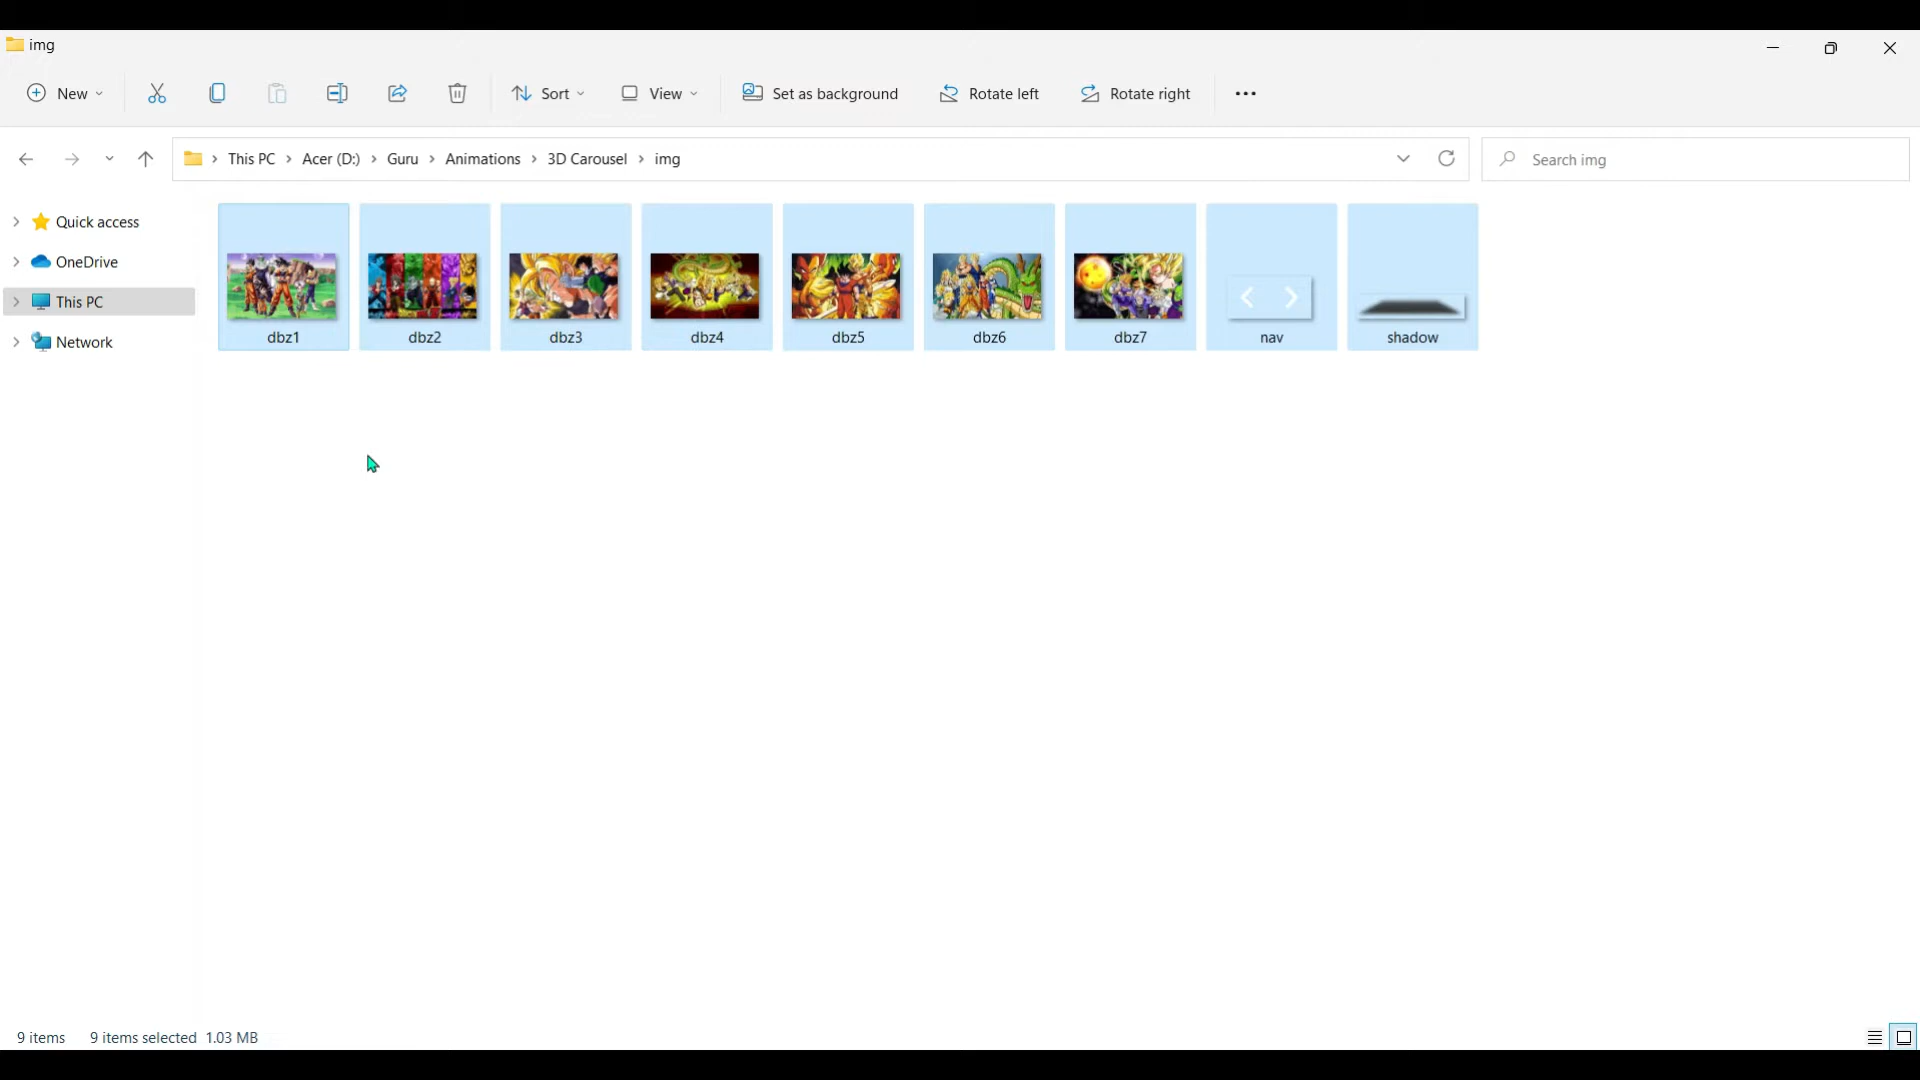 img
New Sort View Set as background Rotate left Rotate right
This PC Acer (D:) Guru Animations 3D Carousel img Search img
Quick access
OneDrive
This PC
Network
dbz1 dbz2 dbz3 dbz4 dbz5 dbz6 dbz7 nav shadow
9 items 9 items selected 1.03 MB